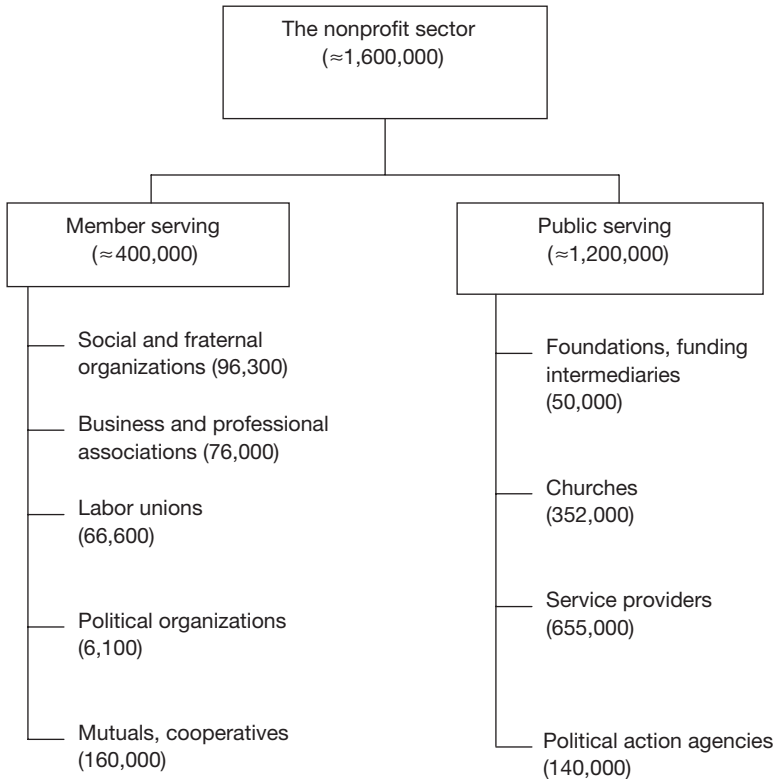 The nonprofit sector
(≈1,600,000)
Member serving
(≈400,000)
Social and fraternal
organizations (96,300)
Business and professional
associations (76,000)
Labor unions
(66,600)
Political organizations
(6,100)
Mutuals, cooperatives
(160,000)
Public serving
(≈1,200,000)
Foundations, funding
intermediaries
(50,000)
Churches
(352,000)
Service providers
(655,000)
Political action agencies
(140,000)